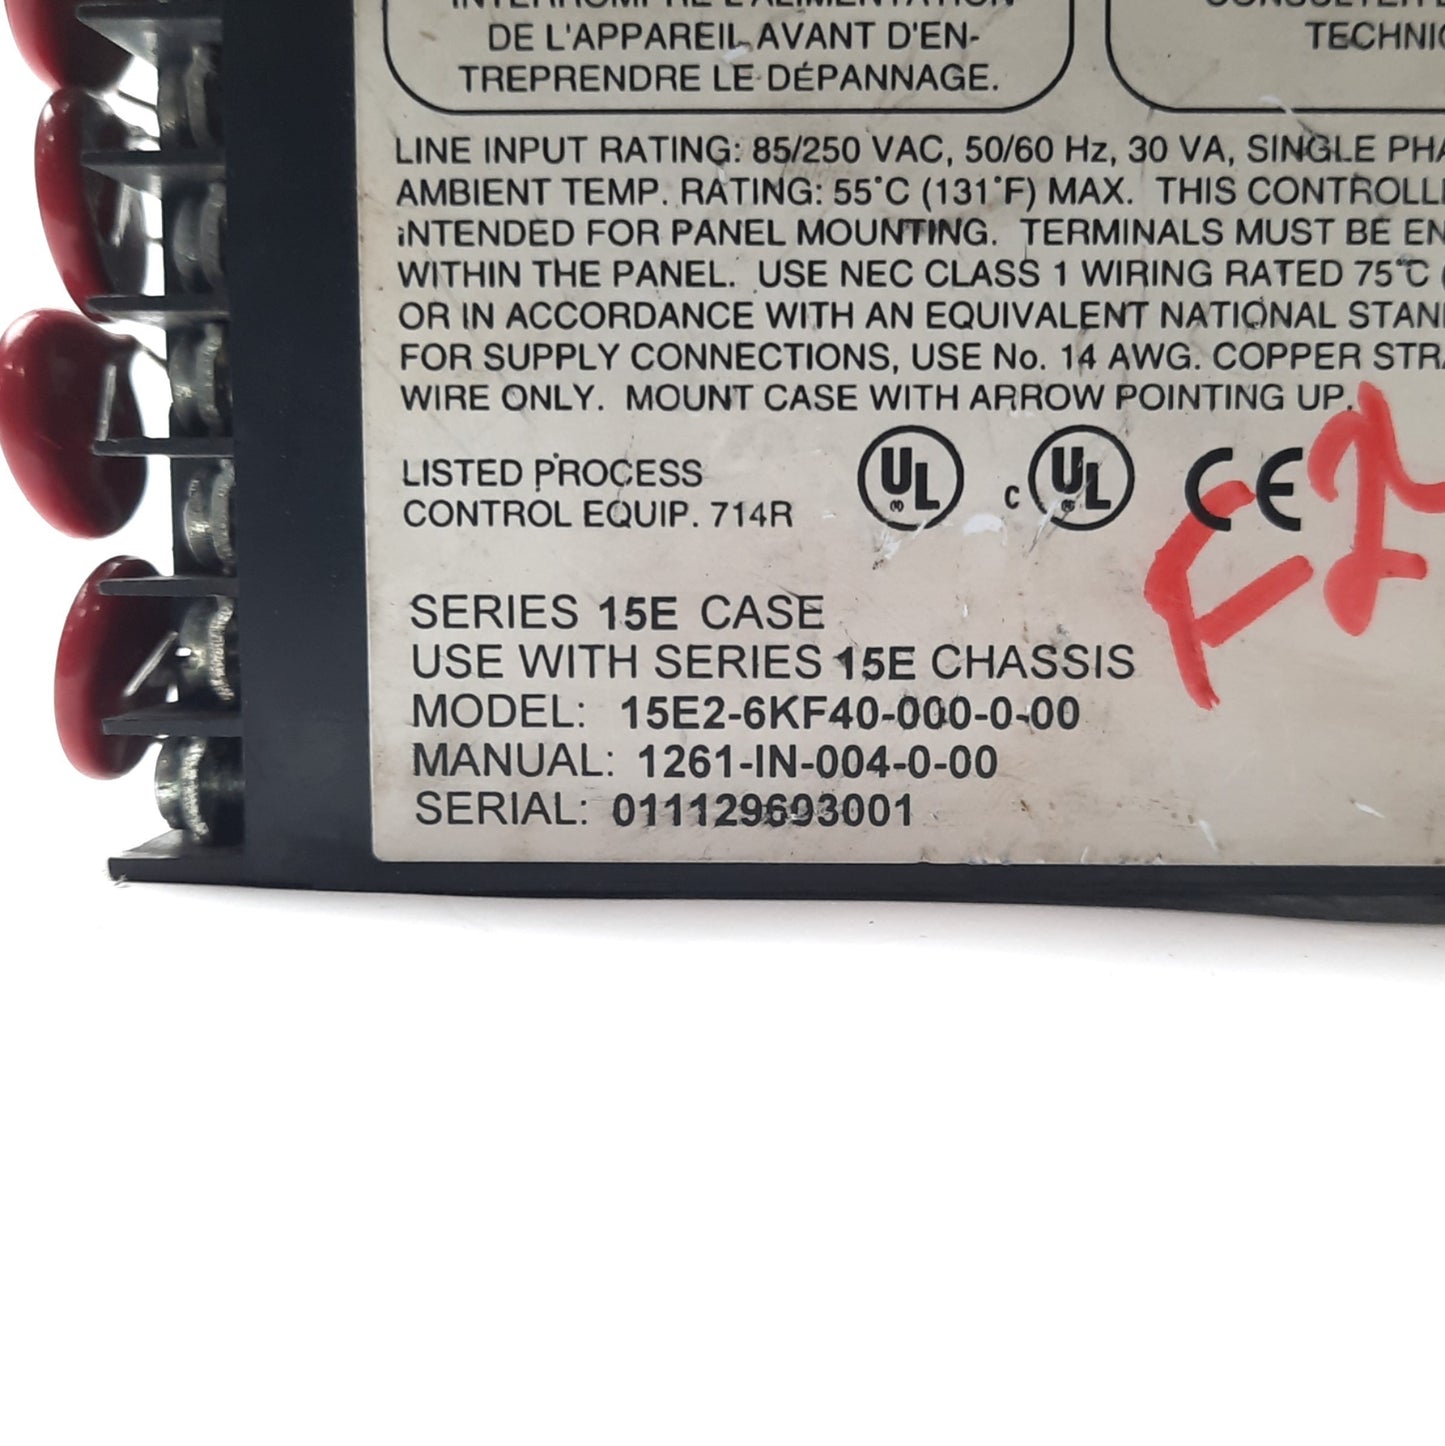 INTERROMPRE L'ALIMENTATION
DE L'APPAREIL AVANT D'EN-
TREPRENDRE LE DÉPANNAGE.
CONSULTER
TECHNIC
LINE INPUT RATING: 85/250 VAC, 50/60 Hz, 30 VA, SINGLE PHA
AMBIENT TEMP. RATING: 55°C (131°F) MAX. THIS CONTROLLE
INTENDED FOR PANEL MOUNTING. TERMINALS MUST BE EN
WITHIN THE PANEL. USE NEC CLASS 1 WIRING RATED 75°C (
OR IN ACCORDANCE WITH AN EQUIVALENT NATIONAL STAN
FOR SUPPLY CONNECTIONS, USE No. 14 AWG. COPPER STRA
WIRE ONLY. MOUNT CASE WITH ARROW POINTING UP.
LISTED PROCESS
CONTROL EQUIP. 714R
UL ® C UL ® CE
SERIES 15E CASE
USE WITH SERIES 15E CHASSIS
MODEL: 15E2-6KF40-000-0-00
MANUAL: 1261-IN-004-0-00
SERIAL: 011129693001